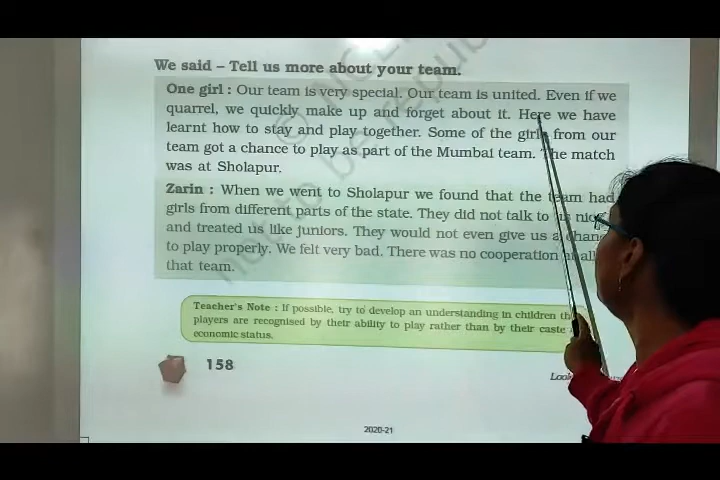 We said – Tell us more about your team.
One girl : Our team is very special. Our team is united. Even if we
quarrel, we quickly make up and forget about it. Here we have
learnt how to stay and play together. Some of the girls from our
team got a chance to play as part of the Mumbai team. The match
was at Sholapur.
Zarin : When we went to Sholapur we found that the team had
girls from different parts of the state. They did not talk to us
and treated us like juniors. They would not even give us a
to play properly. We felt very bad. There was no cooperation
that team.
Teacher's Note : If possible, try to develop an understanding in children
players are recognised by their ability to play rather than by their caste
economic status.
158
2020-21